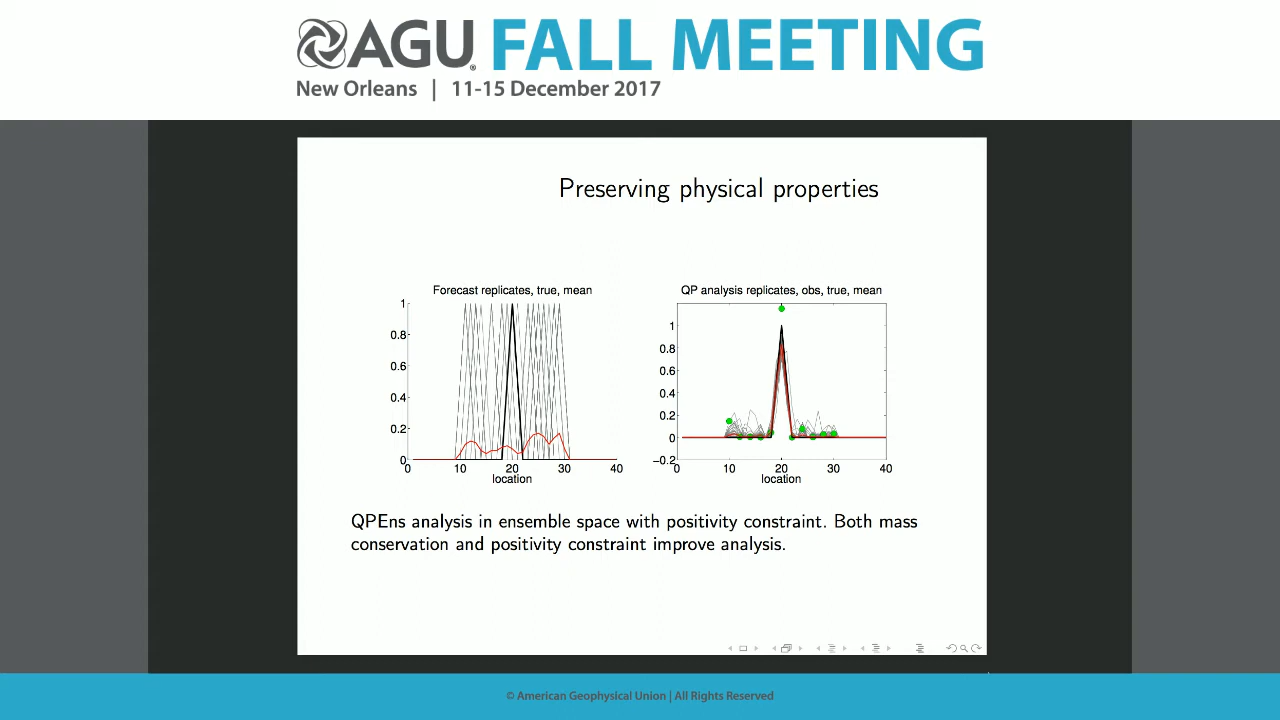 AGU FALL MEETING
New Orleans | 11-15 December 2017
Preserving physical properties
Forecast replicates, true, mean
1
0.8
0.6
0.4
0.2
0
0 10 20 30 40
location
QP analysis replicates, obs, true, mean
1
0.8
0.6
0.4
0.2
0
−0.2
0 10 20 30 40
location
QPEns analysis in ensemble space with positivity constraint. Both mass
conservation and positivity constraint improve analysis.
© American Geophysical Union | All Rights Reserved